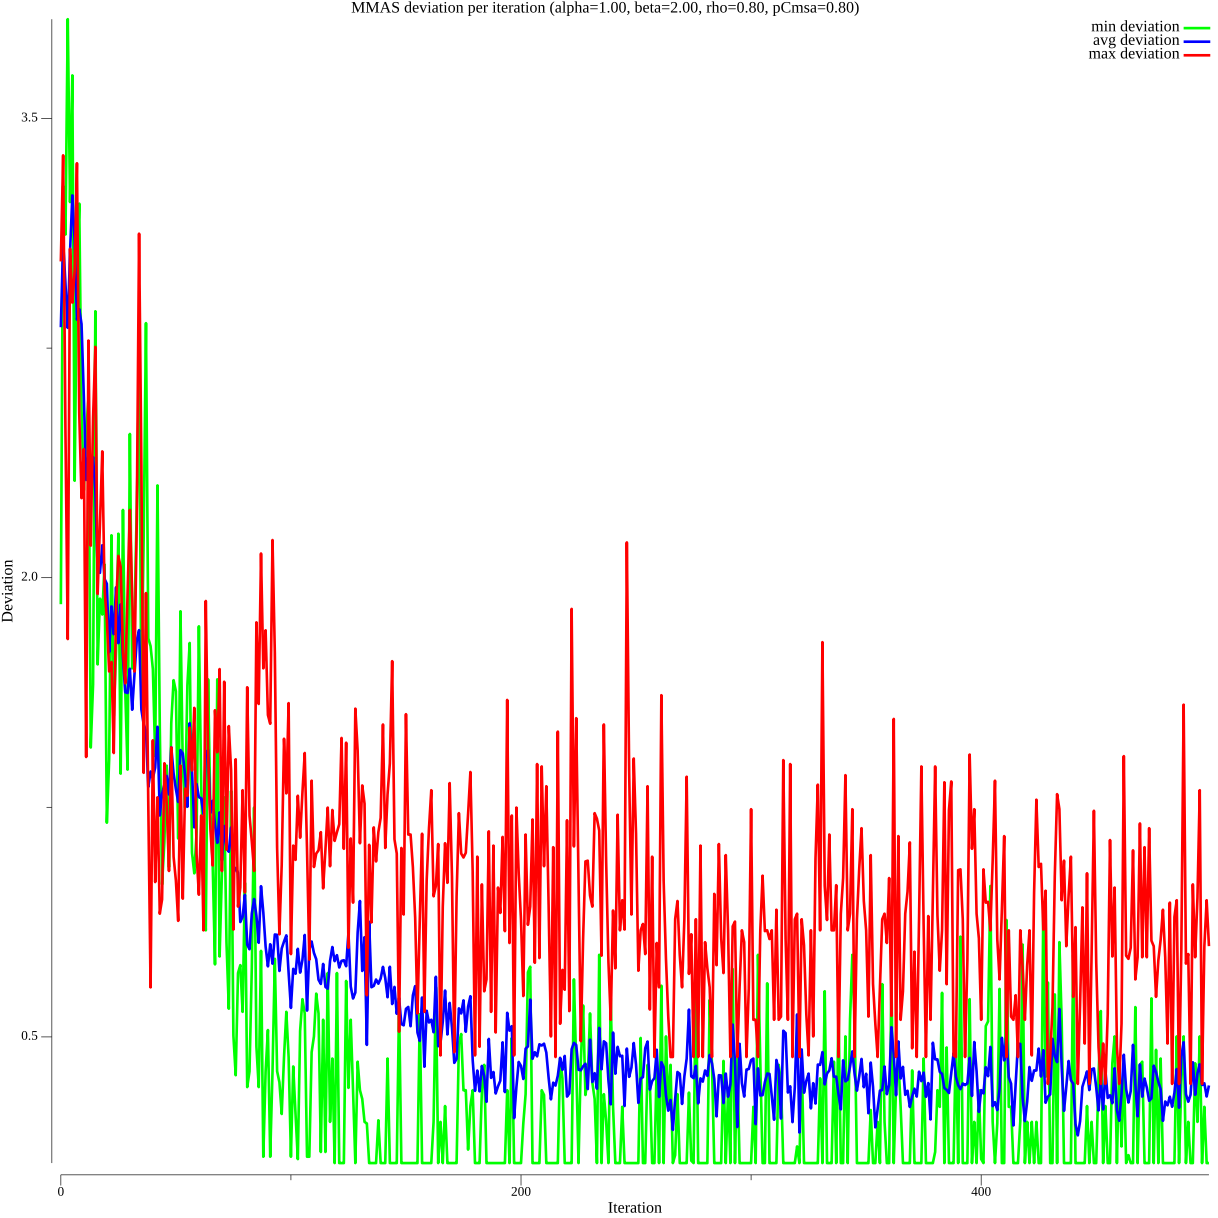 MMAS deviation per iteration (alpha=1.00, beta=2.00, rho=0.80, pCmsa=0.80)
min deviation
avg deviation
max deviation
3.5
2.0
0.5
Deviation
0
200
400
Iteration